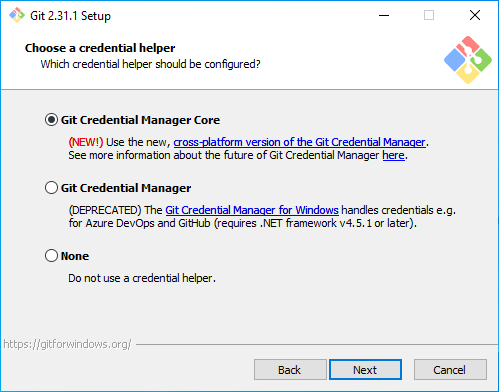 Git 2.31.1 Setup
Choose a credential helper
Which credential helper should be configured?
Git Credential Manager Core
(NEW!) Use the new, cross-platform version of the Git Credential Manager.
See more information about the future of Git Credential Manager here.
Git Credential Manager
(DEPRECATED) The Git Credential Manager for Windows handles credentials e.g.
for Azure DevOps and GitHub (requires .NET framework v4.5.1 or later).
None
Do not use a credential helper.
https://gitforwindows.org/
Back
Next
Cancel